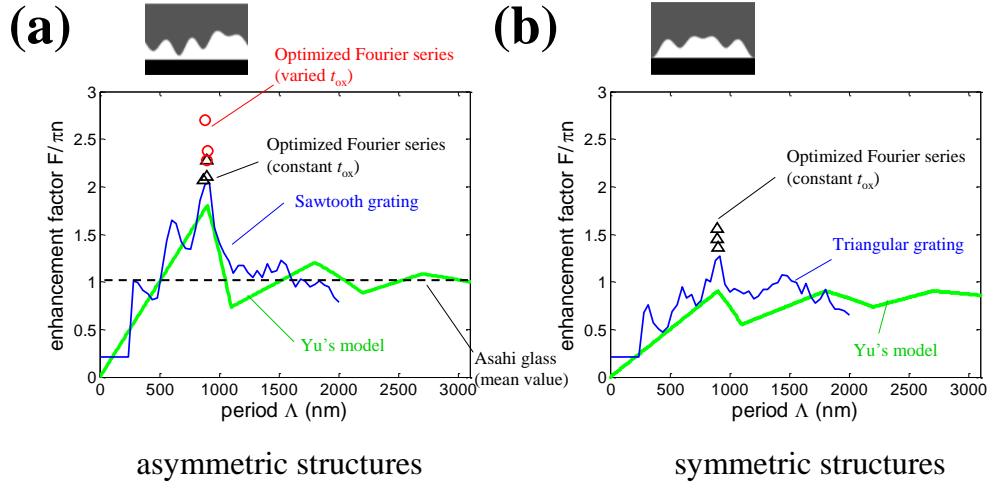 (a)
Optimized Fourier series
(varied tox)
3
2.5
2
1.5
1
0.5
0
enhancement factor F/πn
Optimized Fourier series
(constant tox)
Sawtooth grating
Yu's model
Asahi glass
(mean value)
0 500 1000 1500 2000 2500 3000
period Λ (nm)
asymmetric structures
(b)
3
2.5
2
1.5
1
0.5
0
enhancement factor F/πn
Optimized Fourier series
(constant tox)
Triangular grating
Yu's model
0 500 1000 1500 2000 2500 3000
period Λ (nm)
symmetric structures